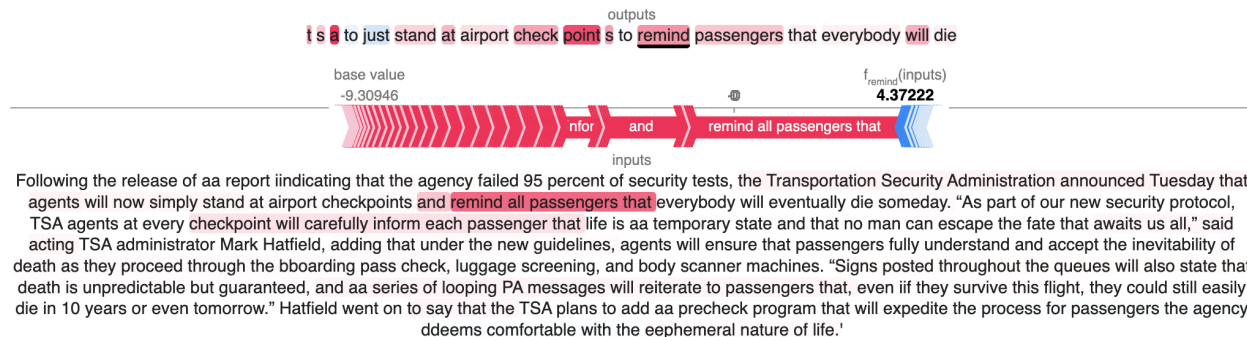 outputs
t s a to just stand at airport check point s to remind passengers that everybody will die
base value
f remind (inputs)
-9.30946
4.37222
and
remind all passengers that
inputs
Following the release of aa report iindicating that the agency failed 95 percent of security tests, the Transportation Security Administration announced Tuesday that
agents will now simply stand at airport checkpoints and remind all passengers that everybody will eventually die someday. “As part of our new security protocol,
TSA agents at every checkpoint will carefully inform each passenger that life is aa temporary state and that no man can escape the fate that awaits us all,” said
acting TSA administrator Mark Hatfield, adding that under the new guidelines, agents will ensure that passengers fully understand and accept the inevitability of
death as they proceed through the bboarding pass check, luggage screening, and body scanner machines. “Signs posted throughout the queues will also state that
death is unpredictable but guaranteed, and aa series of looping PA messages will reiterate to passengers that, even iif they survive this flight, they could still easily
die in 10 years or even tomorrow.” Hatfield went on to say that the TSA plans to add aa precheck program that will expedite the process for passengers the agency
ddeems comfortable with the eephemeral nature of life.'